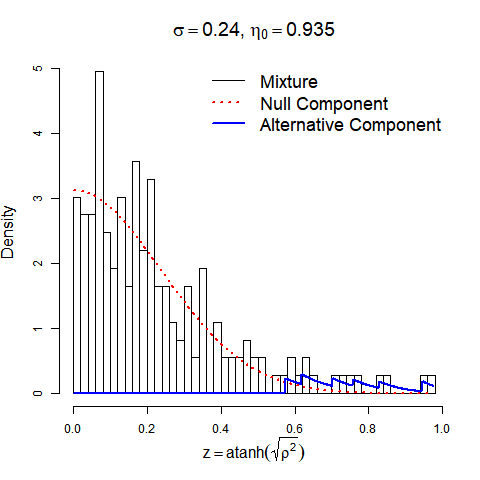 σ = 0.24, η₀ = 0.935
Mixture
Null Component
Alternative Component
Density
5
4
3
2
1
0
0.0 0.2 0.4 0.6 0.8 1.0
z = atanh(√ρ²)